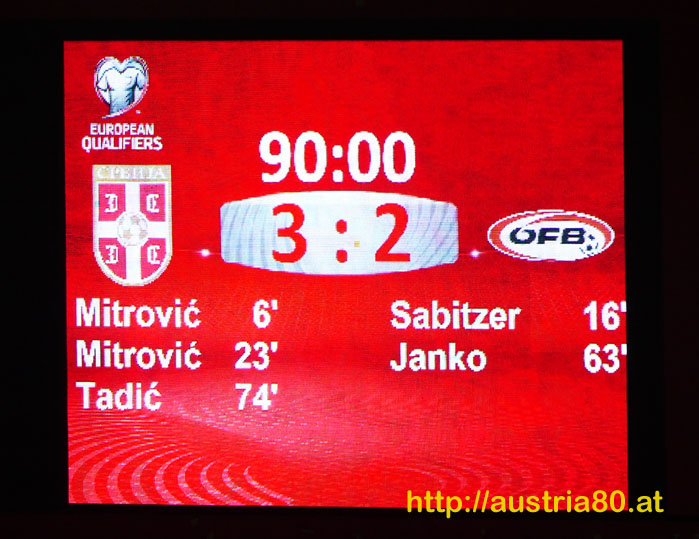 EUROPEAN
QUALIFIERS
90:00
СРБИЈА
3 : 2
ÖFB
Mitrović 6' Sabitzer 16'
Mitrović 23' Janko 63'
Tadić 74'
http://austria80.at